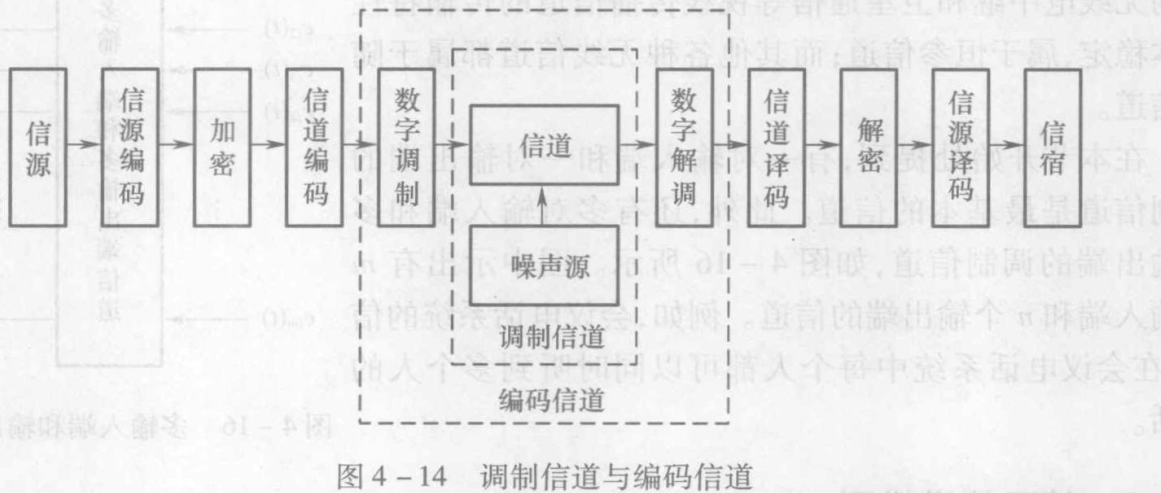 信源
信源编码
加密
信道编码
数字调制
信道
噪声源
调制信道
编码信道
数字解调
信道译码
解密
信源译码
信宿
图4-14 调制信道与编码信道